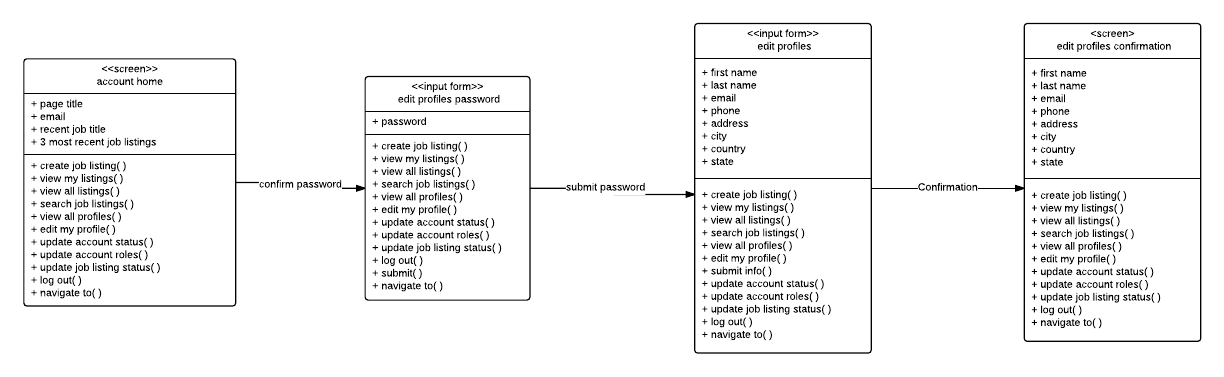 <<screen>>
account home
+ page title
+ email
+ recent job title
+ 3 most recent job listings
+ create job listing( )
+ view my listings( )
+ view all listings( )
+ search job listings( )
+ view all profiles( )
+ edit my profile( )
+ update account status( )
+ update account roles( )
+ update job listing status( )
+ log out( )
+ navigate to( )
confirm password
<<input form>>
edit profiles password
+ password
+ create job listing( )
+ view my listings( )
+ view all listings( )
+ search job listings( )
+ view all profiles( )
+ edit my profile( )
+ update account status( )
+ update account roles( )
+ update job listing status( )
+ log out( )
+ submit( )
+ navigate to( )
submit password
<<input form>>
edit profiles
+ first name
+ last name
+ email
+ phone
+ address
+ city
+ country
+ state
+ create job listing( )
+ view my listings( )
+ view all listings( )
+ search job listings( )
+ view all profiles( )
+ edit my profile( )
+ submit info( )
+ update account status( )
+ update account roles( )
+ update job listing status( )
+ log out( )
+ navigate to( )
Confirmation
<screen>
edit profiles confirmation
+ first name
+ last name
+ email
+ phone
+ address
+ city
+ country
+ state
+ create job listing( )
+ view my listings( )
+ view all listings( )
+ search job listings( )
+ view all profiles( )
+ edit my profile( )
+ update account status( )
+ update account roles( )
+ update job listing status( )
+ log out( )
+ navigate to( )